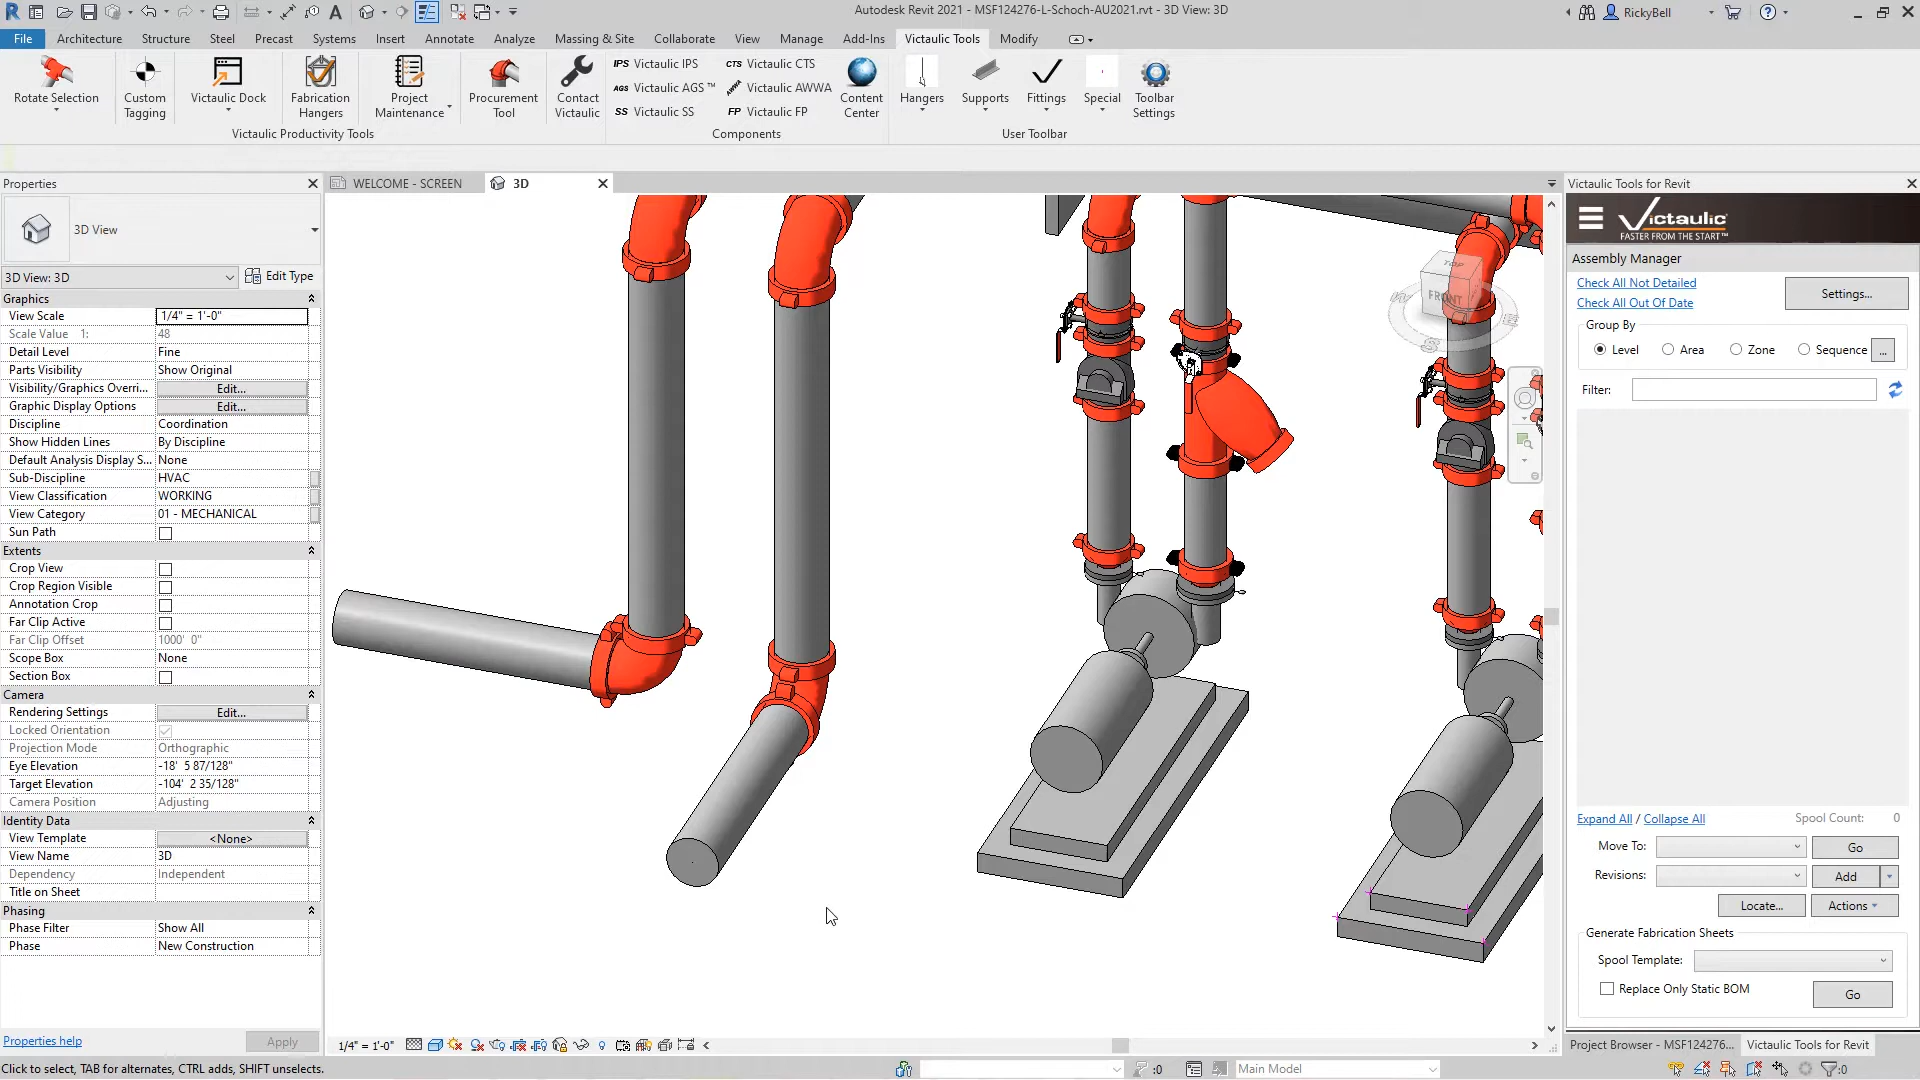 Autodesk Revit 2021 - MSF124276-L-Schoch-AU2021.rvt - 3D View: 3D
RickyBell
File Architecture Structure Steel Precast Systems Insert Annotate Analyze Massing & Site Collaborate View Manage Add-Ins Victaulic Tools Modify
Rotate Selection
Custom Tagging
Victaulic Dock
Fabrication Hangers
Project Maintenance
Procurement Tool
Contact Victaulic
IPS Victaulic IPS
AGS Victaulic AGS™
SS Victaulic SS
CTS Victaulic CTS
Victaulic AWWA
FP Victaulic FP
Content Center
Hangers
Supports
Fittings
Special
Toolbar Settings
Victaulic Productivity Tools
Components
User Toolbar
Properties
WELCOME - SCREEN
3D
3D View
3D View: 3D
Edit Type
Graphics
View Scale 1/4" = 1'-0"
Scale Value 1: 48
Detail Level Fine
Parts Visibility Show Original
Visibility/Graphics Overri... Edit...
Graphic Display Options Edit...
Discipline Coordination
Show Hidden Lines By Discipline
Default Analysis Display S... None
Sub-Discipline HVAC
View Classification WORKING
View Category 01 - MECHANICAL
Sun Path
Extents
Crop View
Crop Region Visible
Annotation Crop
Far Clip Active
Far Clip Offset 1000' 0"
Scope Box None
Section Box
Camera
Rendering Settings Edit...
Locked Orientation
Projection Mode Orthographic
Eye Elevation -18' 5 87/128"
Target Elevation -104' 2 35/128"
Camera Position Adjusting
Identity Data
View Template <None>
View Name 3D
Dependency Independent
Title on Sheet
Phasing
Phase Filter Show All
Phase New Construction
Properties help
Apply
TOP
FRONT
W
S
1/4" = 1'-0"
Victaulic Tools for Revit
Victaulic
FASTER FROM THE START™
Assembly Manager
Check All Not Detailed
Check All Out Of Date
Settings...
Group By
Level Area Zone Sequence ...
Filter:
Expand All / Collapse All
Spool Count: 0
Move To: Go
Revisions: Add
Locate... Actions
Generate Fabrication Sheets
Spool Template:
Replace Only Static BOM
Go
Project Browser - MSF124276...
Victaulic Tools for Revit
Click to select, TAB for alternates, CTRL adds, SHIFT unselects.
:0
Main Model
:0